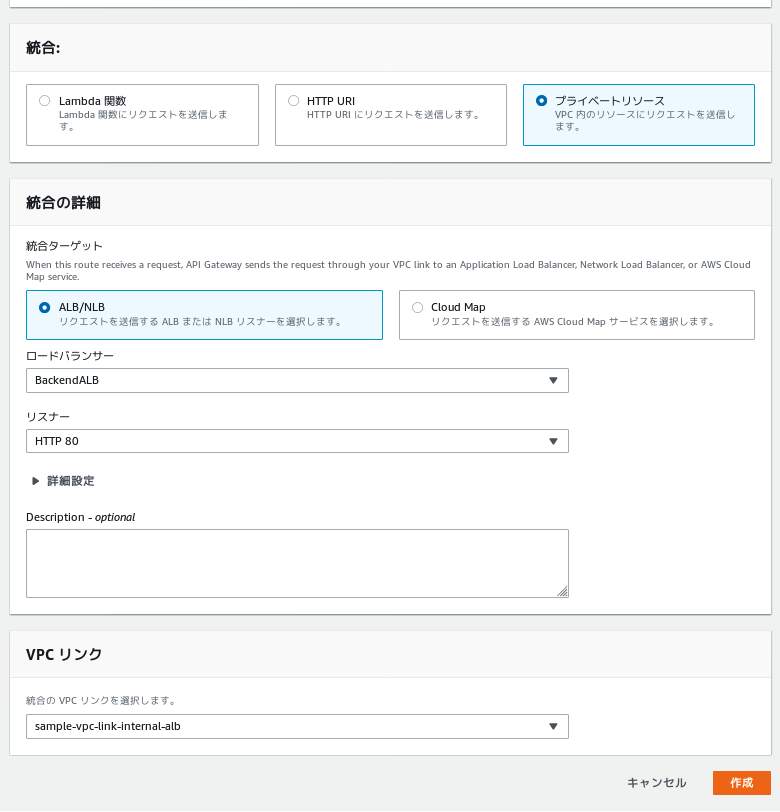 統合:
Lambda 関数
Lambda 関数にリクエストを送信しま
す。
HTTP URI
HTTP URI にリクエストを送信します。
プライベートリソース
VPC 内のリソースにリクエストを送信し
ます。
統合の詳細
統合ターゲット
When this route receives a request, API Gateway sends the request through your VPC link to an Application Load Balancer, Network Load Balancer, or AWS Cloud
Map service.
ALB/NLB
リクエストを送信する ALB または NLB リスナーを選択します。
Cloud Map
リクエストを送信する AWS Cloud Map サービスを選択します。
ロードバランサー
BackendALB
リスナー
HTTP 80
詳細設定
Description - optional
VPC リンク
統合の VPC リンクを選択します。
sample-vpc-link-internal-alb
キャンセル
作成